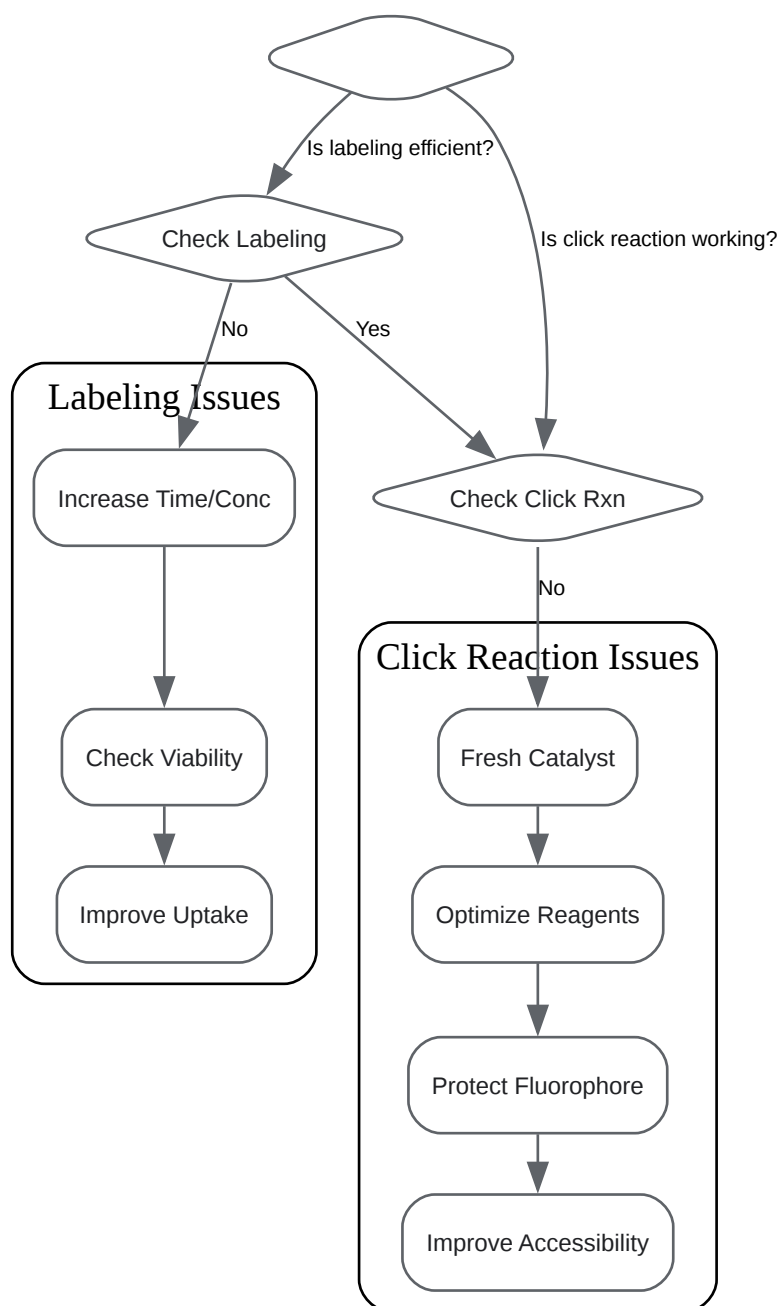 Is labeling efficient?
Is click reaction working?
Check Labeling
No
Yes
Labeling Issues
Increase Time/Conc
Check Click Rxn
No
Click Reaction Issues
Check Viability
Fresh Catalyst
Improve Uptake
Optimize Reagents
Protect Fluorophore
Improve Accessibility